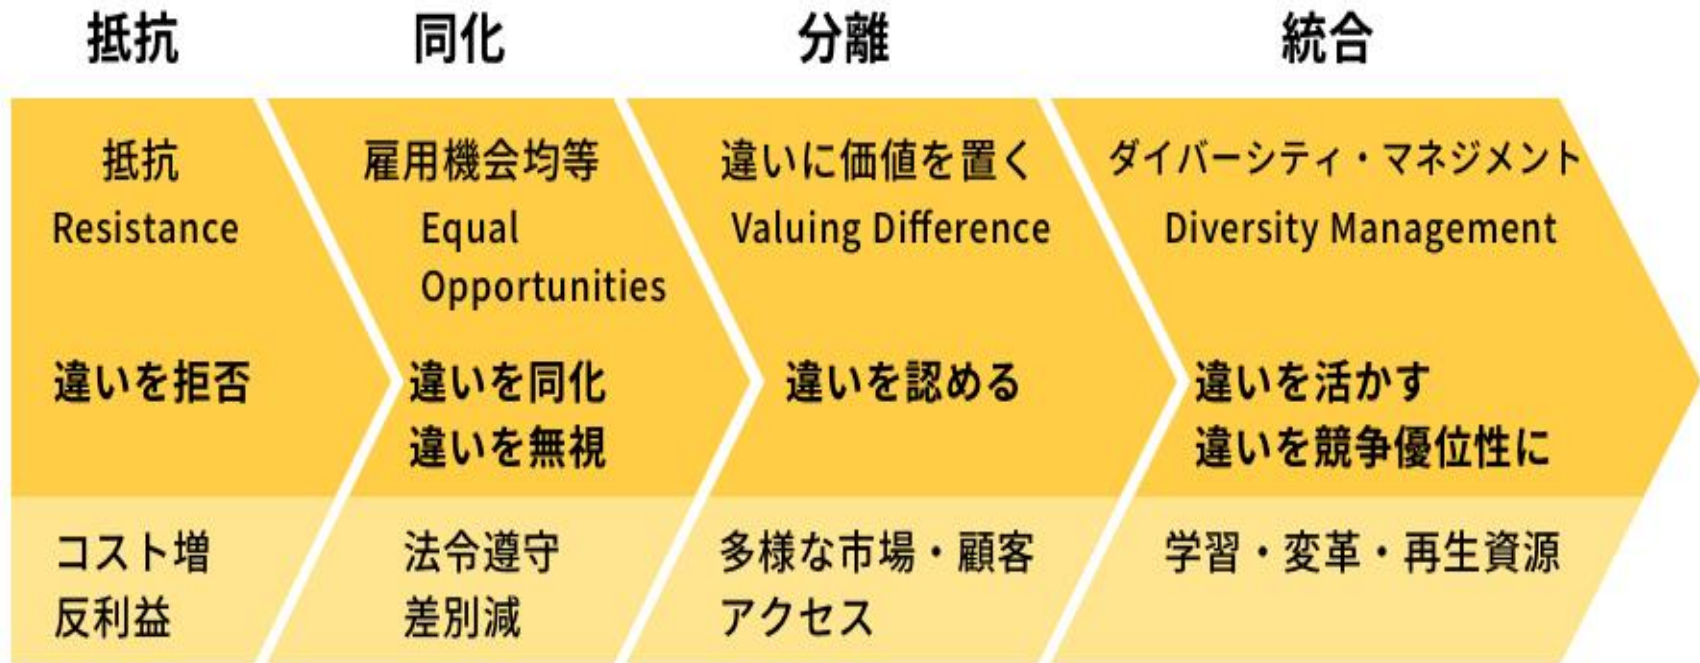 抵抗
同化
分離
統合
抵抗
Resistance
違いを拒否
コスト増
反利益
雇用機会均等
Equal
Opportunities
違いを同化
違いを無視
法令遵守
差別減
違いに価値を置く
Valuing Difference
違いを認める
多様な市場・顧客
アクセス
ダイバーシティ・マネジメント
Diversity Management
違いを活かす
違いを競争優位性に
学習・変革・再生資源